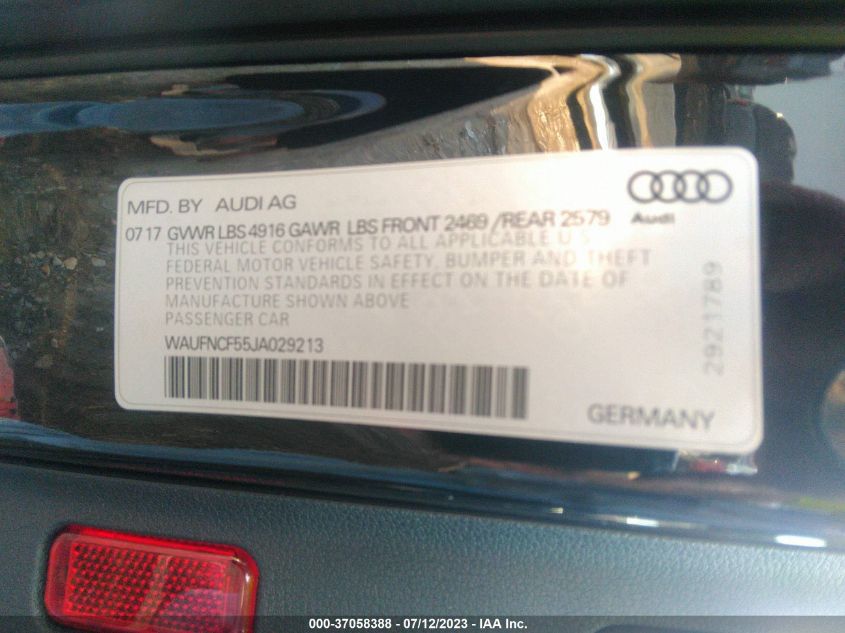 MFD. BY AUDI AG
Audi
07 17 GVWR LBS 4916 GAWR LBS FRONT 2469 /REAR 2579
THIS VEHICLE CONFORMS TO ALL APPLICABLE U.S.
FEDERAL MOTOR VEHICLE SAFETY, BUMPER AND THEFT
PREVENTION STANDARDS IN EFFECT ON THE DATE OF
MANUFACTURE SHOWN ABOVE
PASSENGER CAR
WAUFNCF55JA029213
2921789
GERMANY
000-37058388 - 07/12/2023 - IAA Inc.